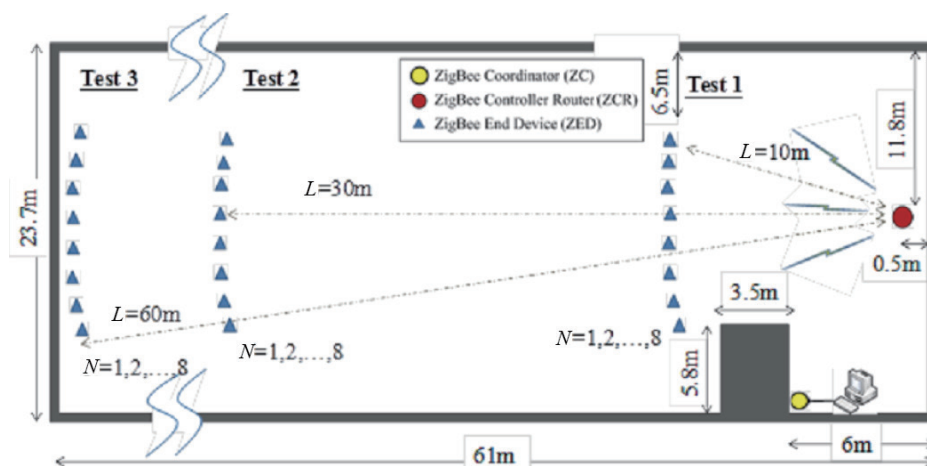 Test 3
Test 2
Test 1
ZigBee Coordinator (ZC)
ZigBee Controller Router (ZCR)
ZigBee End Device (ZED)
6.5m
11.8m
L=10m
L=30m
23.7m
0.5m
3.5m
L=60m
N=1,2,…,8
N=1,2,…,8
N=1,2,…,8
5.8m
6m
61m